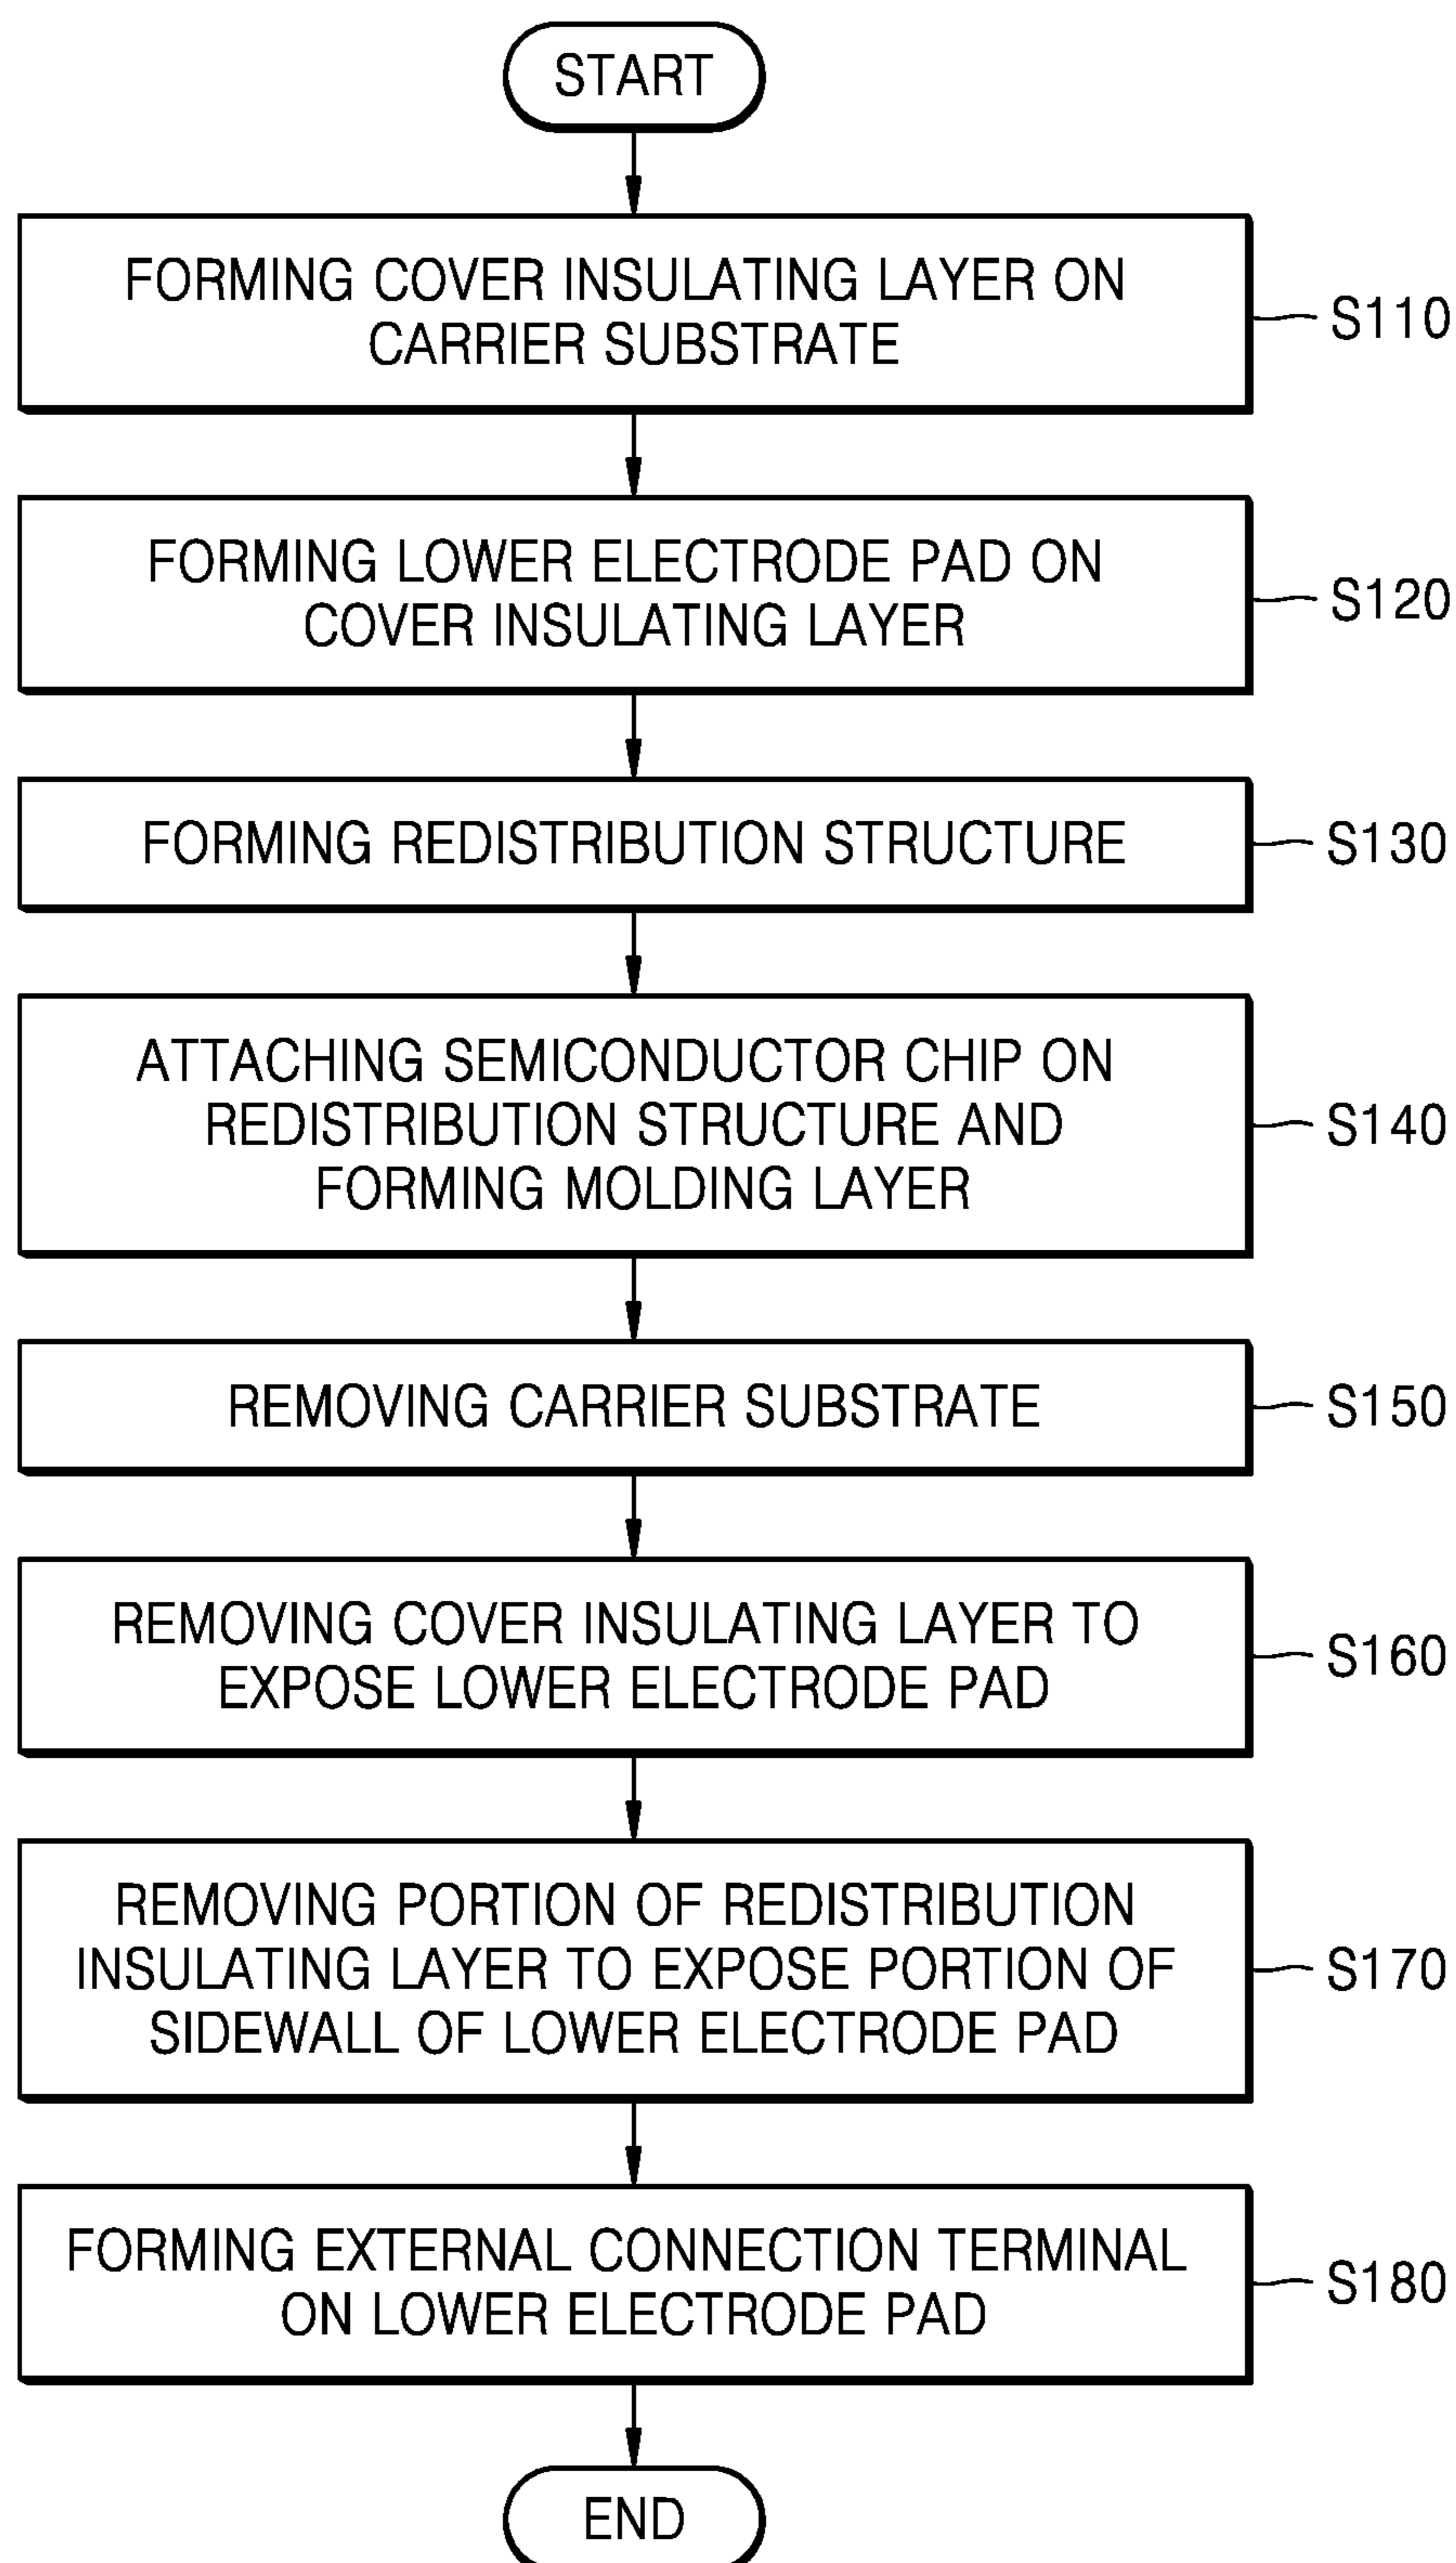 START
FORMING COVER INSULATING LAYER ON
CARRIER SUBSTRATE
S110
FORMING LOWER ELECTRODE PAD ON
COVER INSULATING LAYER
S120
FORMING REDISTRIBUTION STRUCTURE
S130
ATTACHING SEMICONDUCTOR CHIP ON
REDISTRIBUTION STRUCTURE AND
FORMING MOLDING LAYER
S140
REMOVING CARRIER SUBSTRATE
S150
REMOVING COVER INSULATING LAYER TO
EXPOSE LOWER ELECTRODE PAD
S160
REMOVING PORTION OF REDISTRIBUTION
INSULATING LAYER TO EXPOSE PORTION OF
SIDEWALL OF LOWER ELECTRODE PAD
S170
FORMING EXTERNAL CONNECTION TERMINAL
ON LOWER ELECTRODE PAD
S180
END